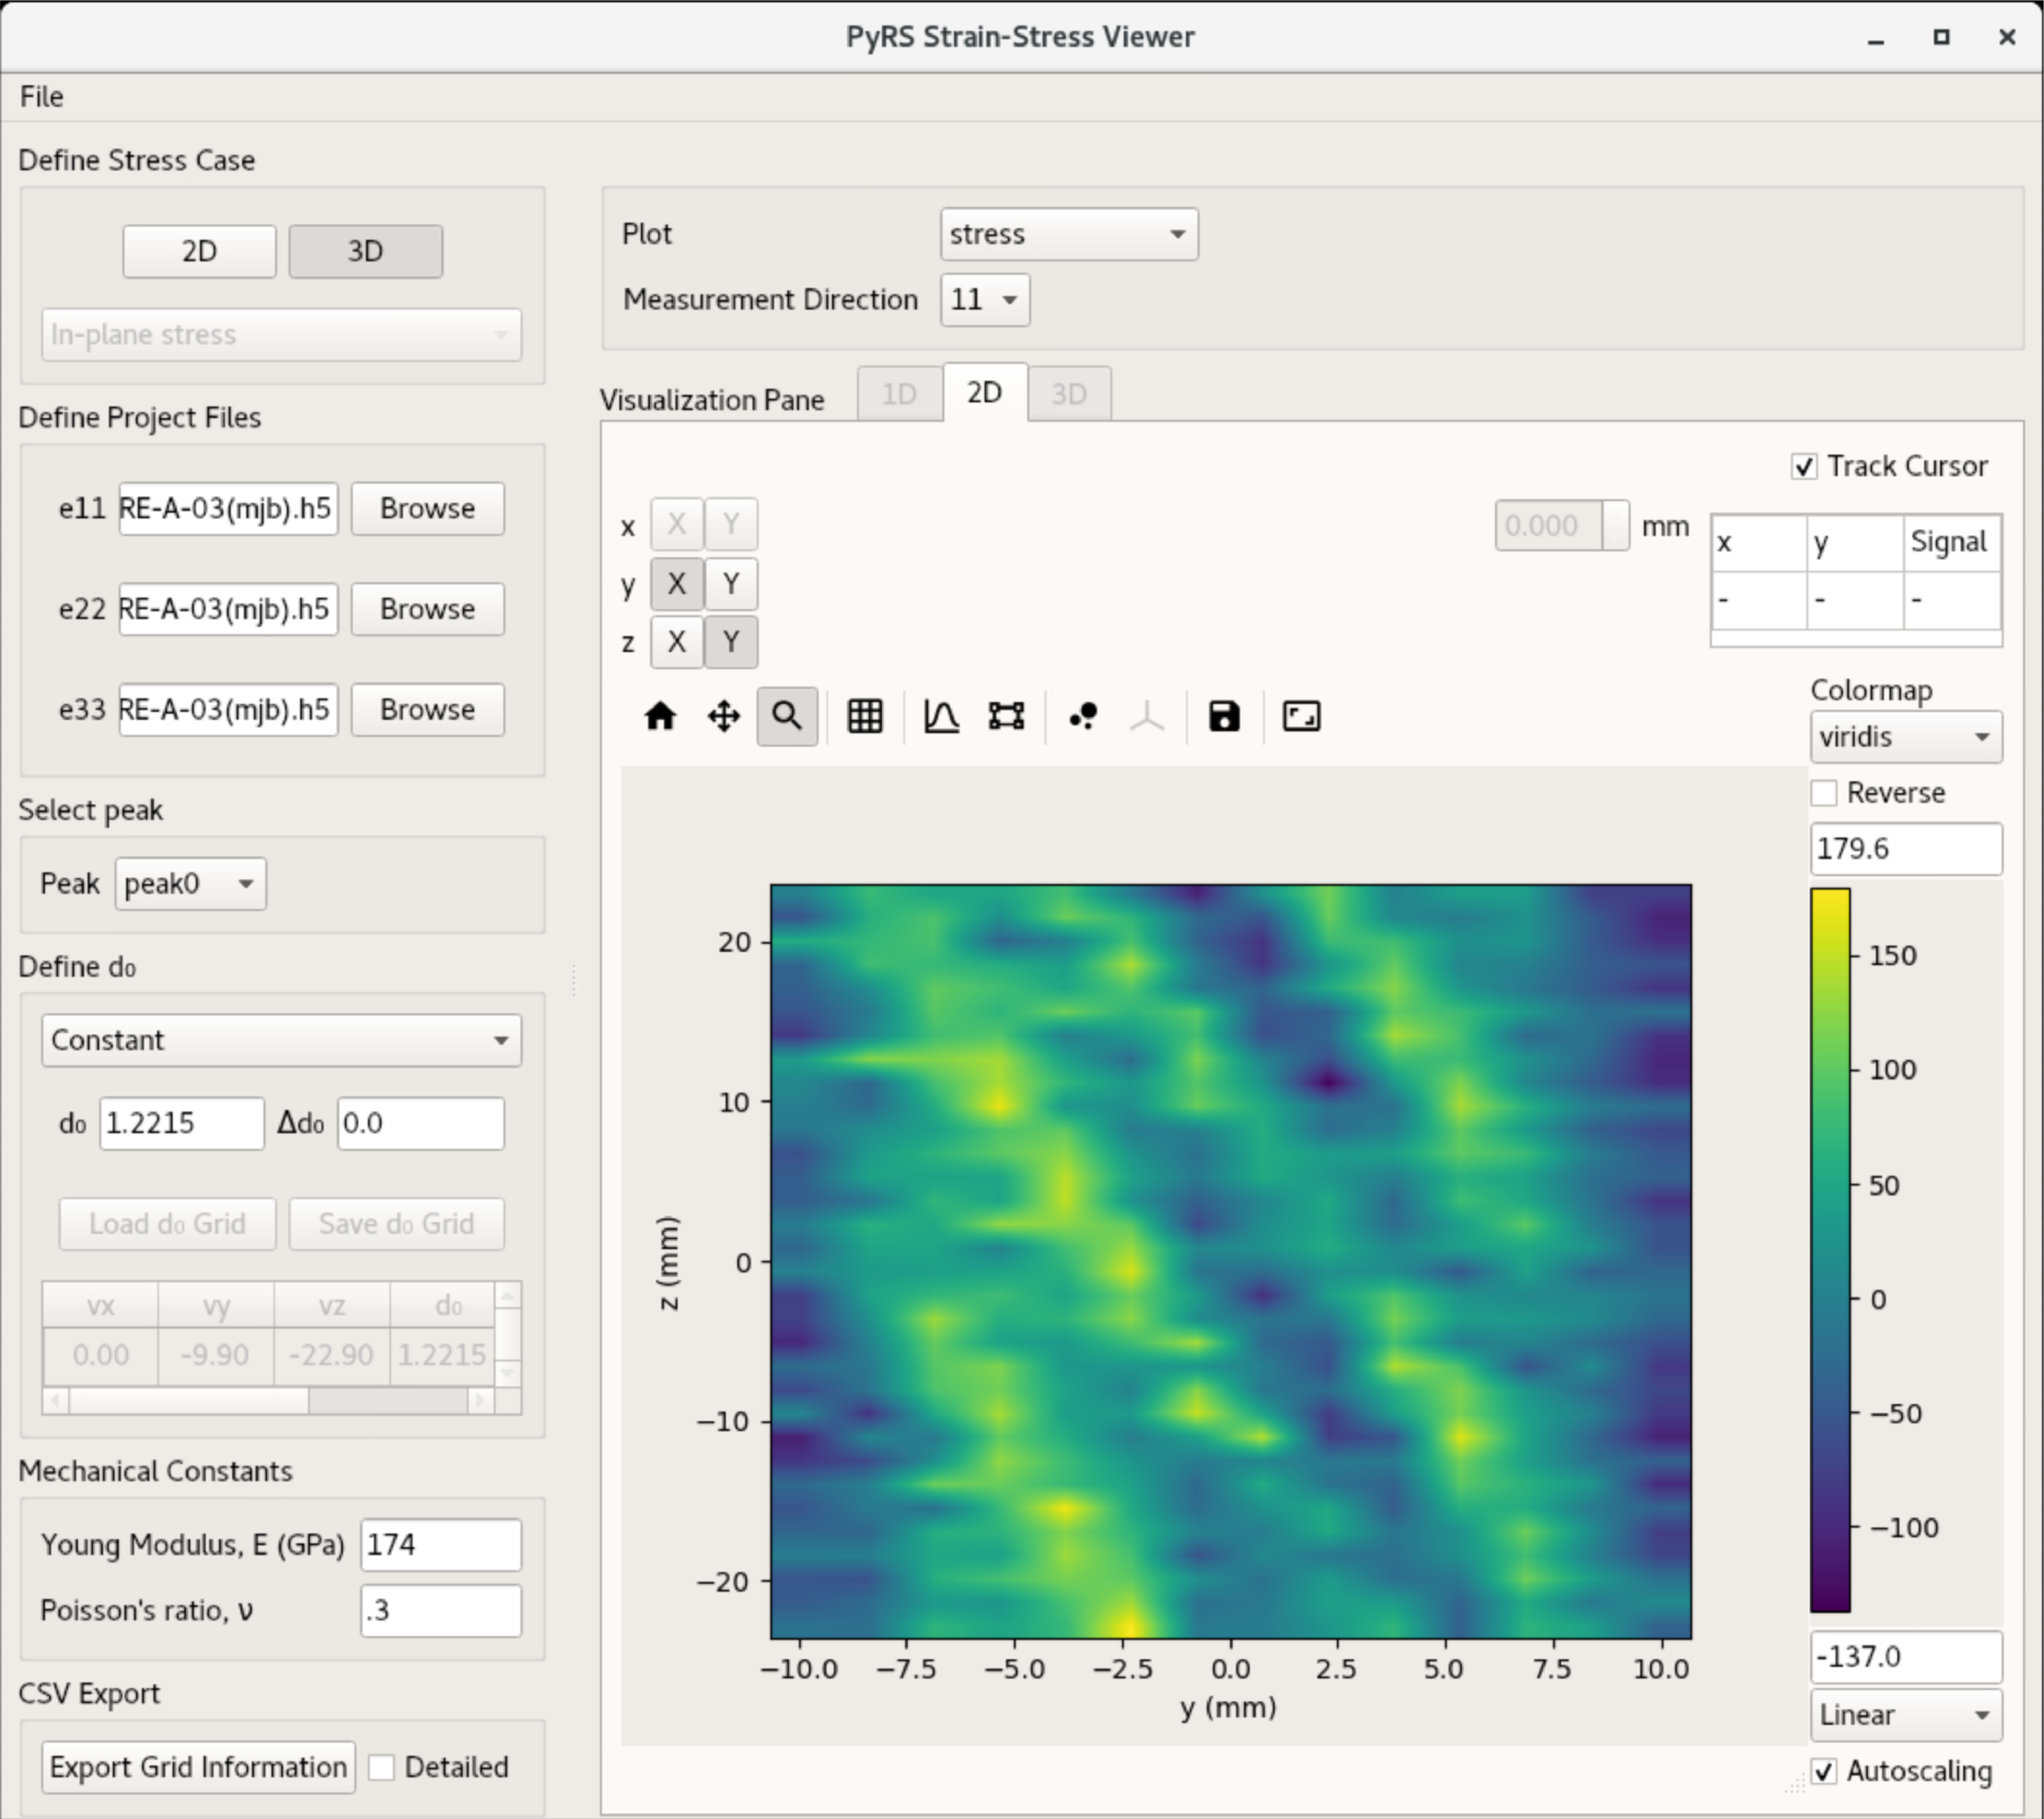 PyRS Strain-Stress Viewer
File
Define Stress Case
2D 3D
In-plane stress
Define Project Files
e11 RE-A-03(mjb).h5 Browse
e22 RE-A-03(mjb).h5 Browse
e33 RE-A-03(mjb).h5 Browse
Select peak
Peak peak0
Define d₀
Constant
d₀ 1.2215 Δd₀ 0.0
Load d₀ Grid Save d₀ Grid
vx vy vz d₀
0.00 -9.90 -22.90 1.2215
Mechanical Constants
Young Modulus, E (GPa) 174
Poisson's ratio, ν .3
CSV Export
Export Grid Information Detailed
Plot stress
Measurement Direction 11
Visualization Pane 1D 2D 3D
Track Cursor
x X Y 0.000 mm
y X Y
z X Y
x y Signal
- - -
Colormap
viridis
Reverse
179.6
150
100
50
0
−50
−100
-137.0
Linear
Autoscaling
z (mm)
20
10
0
−10
−20
−10.0 −7.5 −5.0 −2.5 0.0 2.5 5.0 7.5 10.0
y (mm)